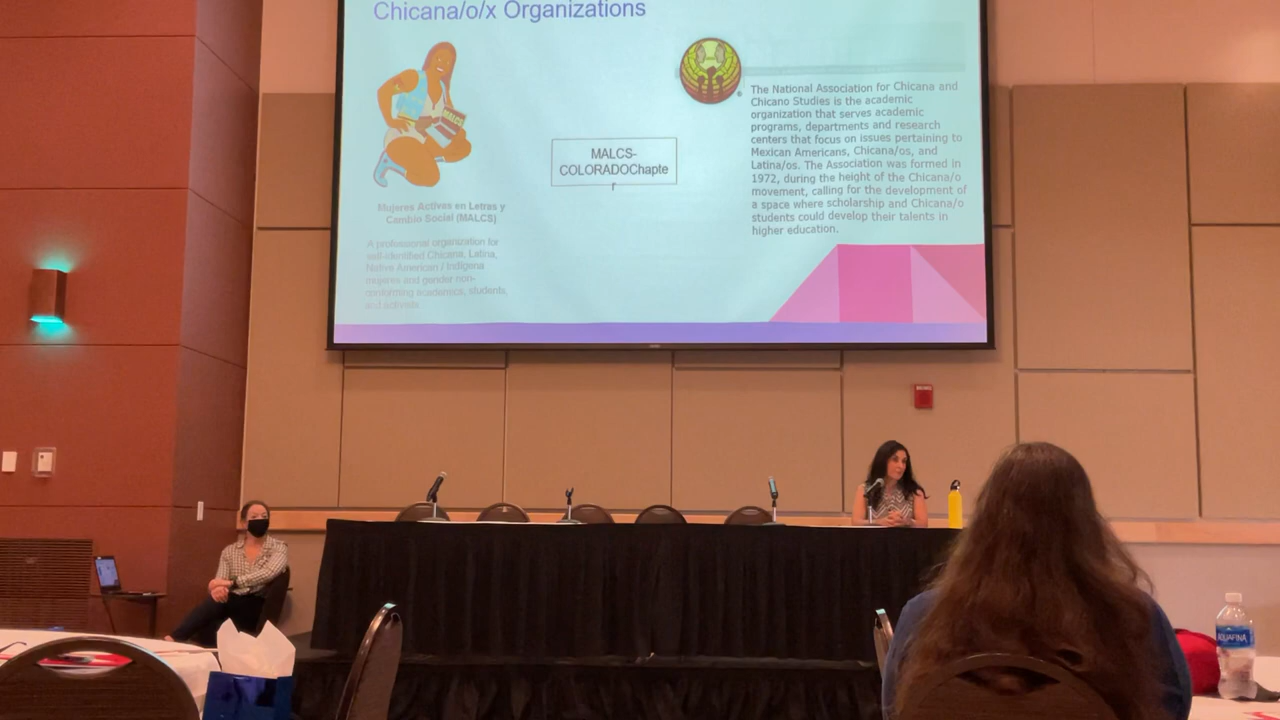 Chicana/o/x Organizations
MALCS
Mujeres Actives en Letras y
Cambio Social (MALCS)
A professional organization for
self-identified Chicana, Latina,
Native American / Indigena
mujeres and gender non-
conforming academics, students,
and activists.
MALCS-
COLORADOChapte
r
®
The National Association for Chicana and
Chicano Studies is the academic
organization that serves academic
programs, departments and research
centers that focus on issues pertaining to
Mexican Americans, Chicana/os, and
Latina/os. The Association was formed in
1972, during the height of the Chicana/o
movement, calling for the development of
a space where scholarship and Chicana/o
students could develop their talents in
higher education.
AQUAFINA